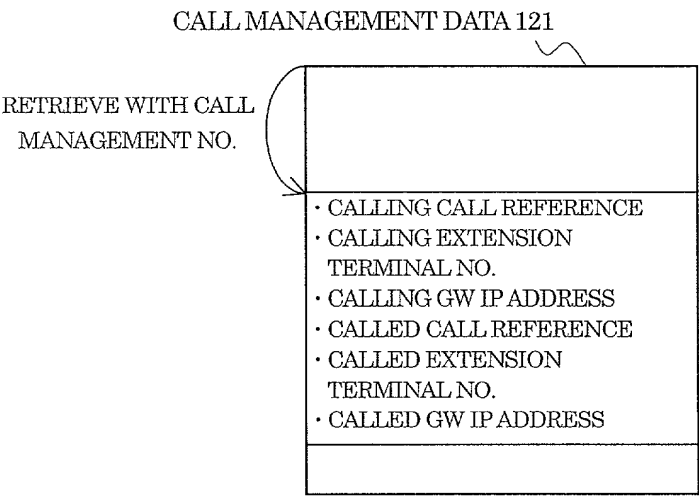 CALL MANAGEMENT DATA 121
RETRIEVE WITH CALL
MANAGEMENT NO.
・CALLING CALL REFERENCE
・CALLING EXTENSION
TERMINAL NO.
・CALLING GW IP ADDRESS
・CALLED CALL REFERENCE
・CALLED EXTENSION
TERMINAL NO.
・CALLED GW IP ADDRESS